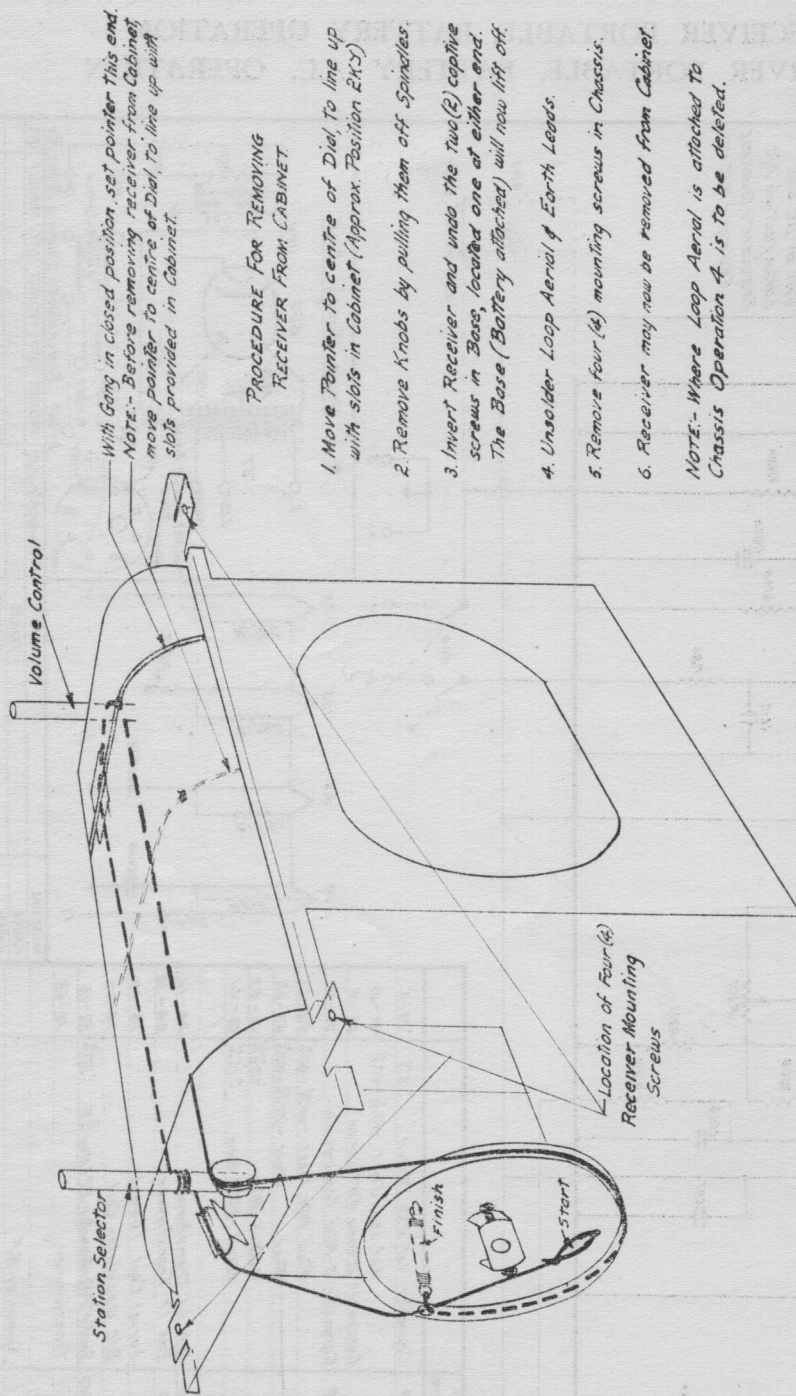 With Gang in closed position, set pointer This end.
NOTE:- Before removing receiver from Cabinet,
move pointer to centre of Dial to line up with
slots provided in Cabinet.
Volume Control
Station Selector
PROCEDURE FOR REMOVING
RECEIVER FROM CABINET
1. Move Pointer to centre of Dial to line up
with slots in Cabinet (Approx. Position 2KY)
2. Remove Knobs by pulling them off Spindles.
3. Invert Receiver and undo the two (2) captive
screws in Base, located one at either end.
The Base (Battery attached) will now lift off.
4. Unsolder Loop Aerial & Earth Leads.
5. Remove four (4) mounting screws in Chassis.
6. Receiver may now be removed from Cabinet.
NOTE:- Where Loop Aerial is attached to
Chassis Operation 4 is to be deleted.
Location of Four (4)
Receiver Mounting
Screws
Finish
Start
PORTABLE BATTERY OPERATION
PORTABLE, BATTERY A.C. OPERATION